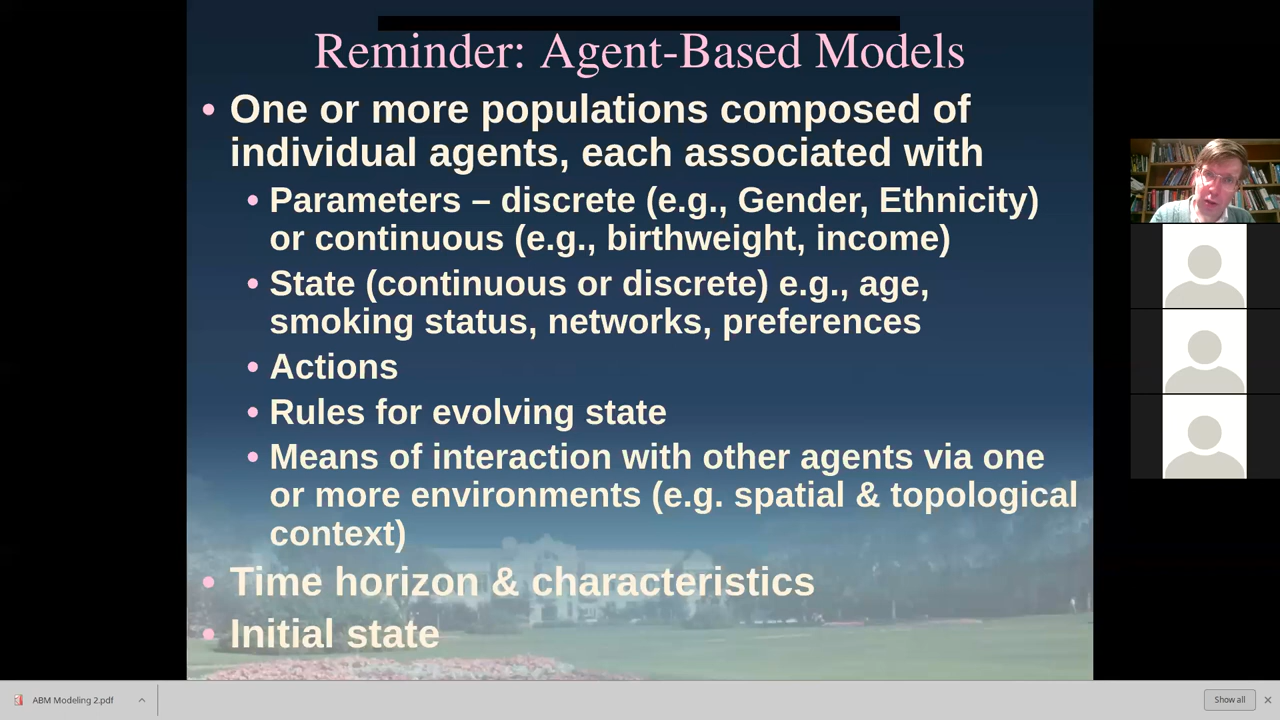 Reminder: Agent-Based Models
• One or more populations composed of
individual agents, each associated with
• Parameters – discrete (e.g., Gender, Ethnicity)
or continuous (e.g., birthweight, income)
• State (continuous or discrete) e.g., age,
smoking status, networks, preferences
• Actions
• Rules for evolving state
• Means of interaction with other agents via one
or more environments (e.g. spatial & topological
context)
• Time horizon & characteristics
• Initial state
ABM Modeling 2.pdf
Show all